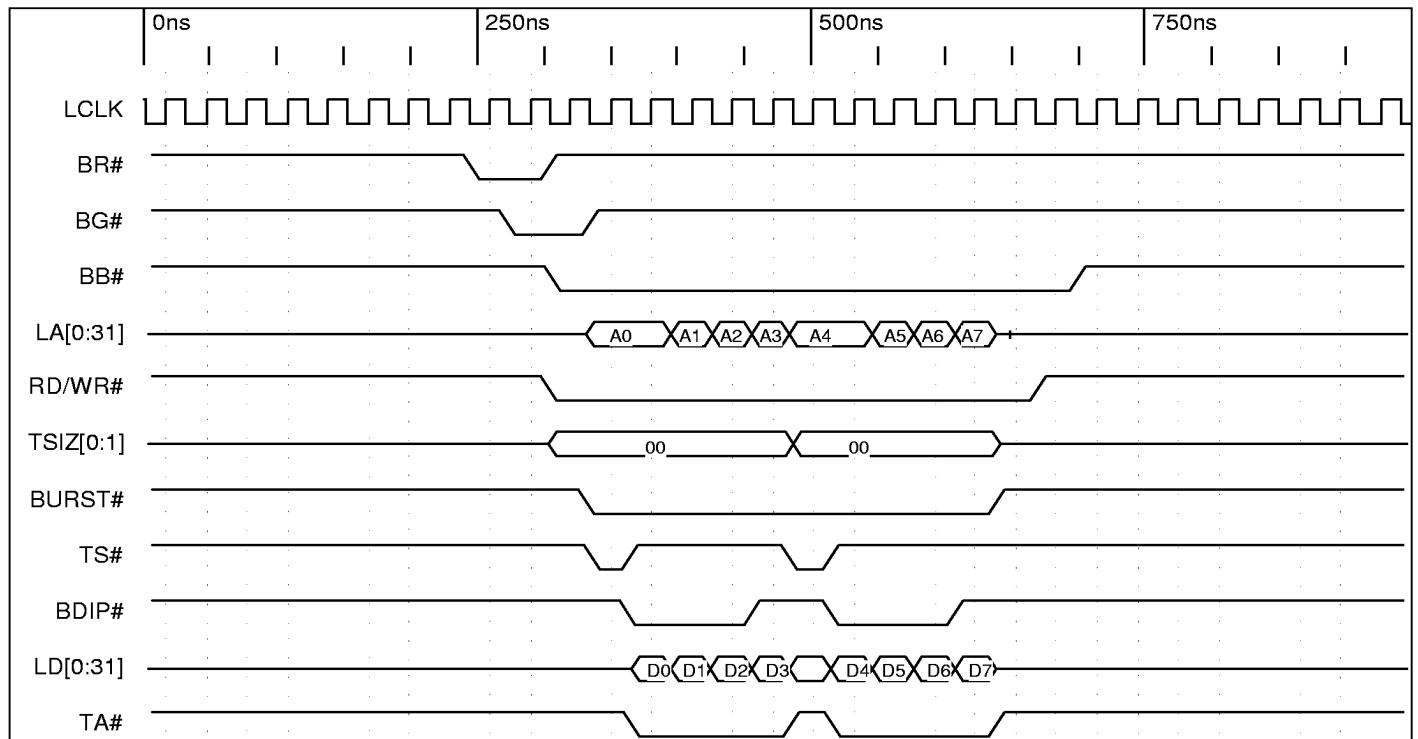 0ns 250ns 500ns 750ns
LCLK
BR#
BG#
BB#
LA[0:31] A0 A1 A2 A3 A4 A5 A6 A7
RD/WR#
TSIZ[0:1] 00 00
BURST#
TS#
BDIP#
LD[0:31] D0 D1 D2 D3 D4 D5 D6 D7
TA#